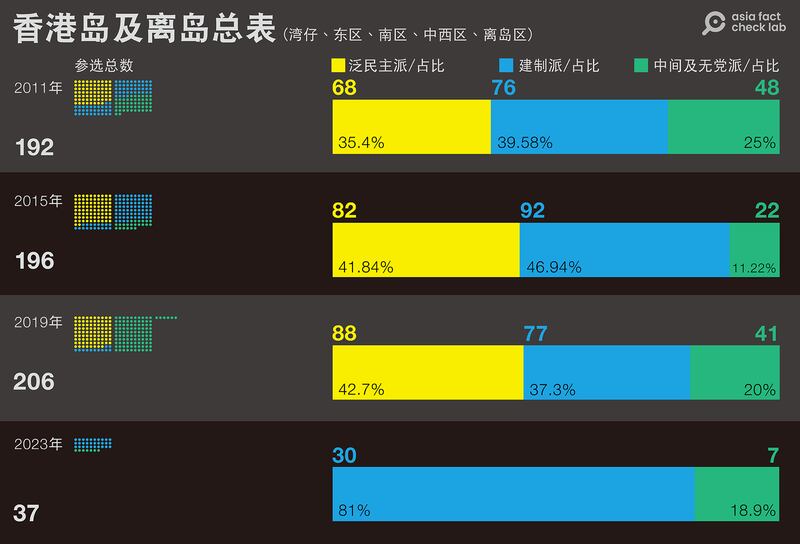 香港岛及离岛总表(湾仔、东区、南区、中西区、离岛区)
asia fact
check lab
参选总数
泛民主派/占比
建制派/占比
中间及无党派/占比
2011年
192
68
76
48
35.4%
39.58%
25%
2015年
196
82
92
22
41.84%
46.94%
11.22%
2019年
206
88
77
41
42.7%
37.3%
20%
2023年
37
30
7
81%
18.9%